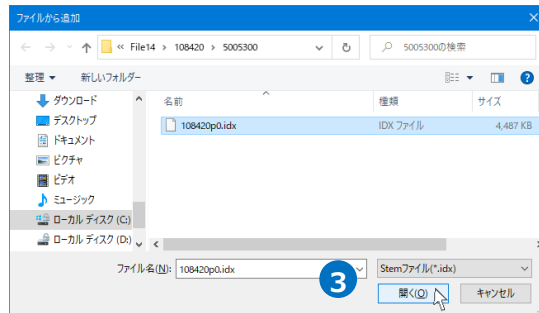 ファイルから追加
« File14 › 108420 › 5005300
5005300の検索
整理 新しいフォルダー
名前 種類 サイズ
ダウンロード
デスクトップ
ドキュメント
ピクチャ
ビデオ
ミュージック
ローカル ディスク (C:)
ローカル ディスク (D:)
108420p0.idx IDX ファイル 4,487 KB
ファイル名(N): 108420p0.idx Stemファイル(*.idx)
3
開く(O) キャンセル